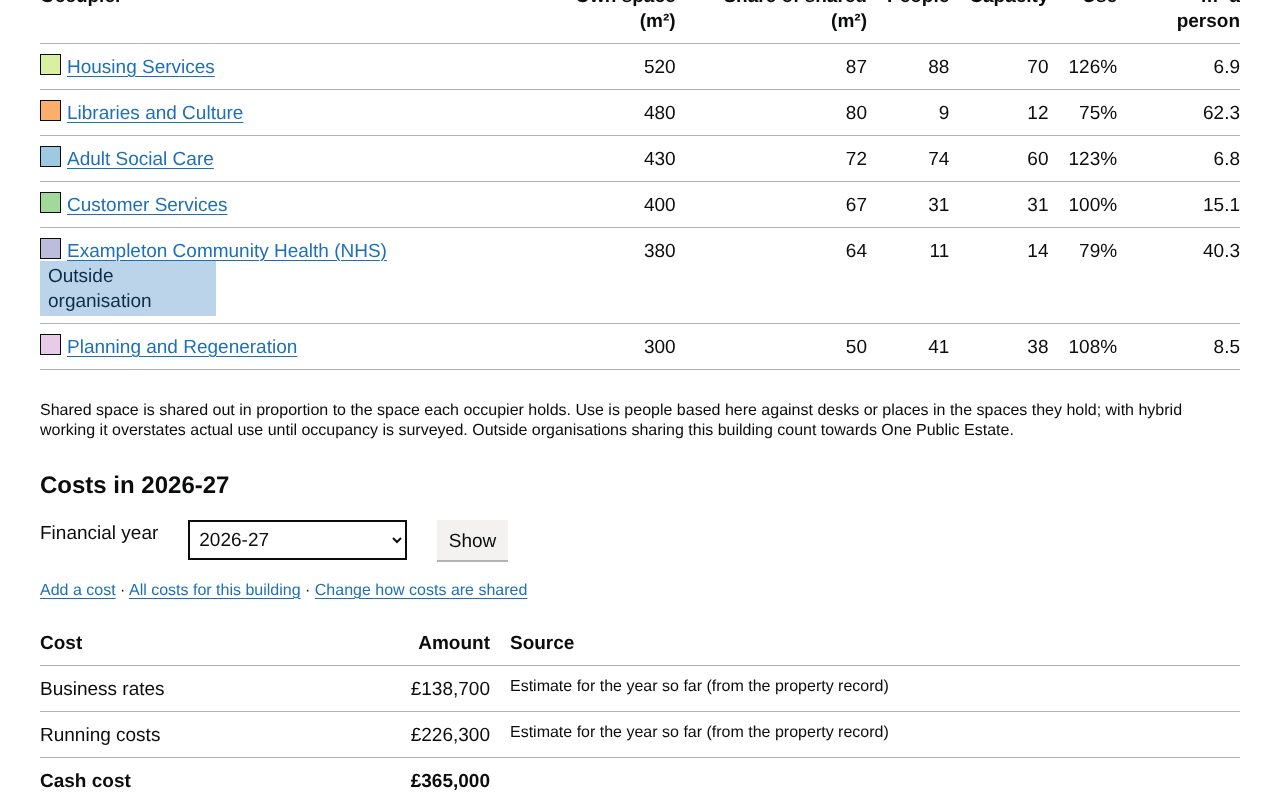 (m²) (m²) person
Housing Services 520 87 88 70 126% 6.9
Libraries and Culture 480 80 9 12 75% 62.3
Adult Social Care 430 72 74 60 123% 6.8
Customer Services 400 67 31 31 100% 15.1
Exampleton Community Health (NHS) 380 64 11 14 79% 40.3
Outside
organisation
Planning and Regeneration 300 50 41 38 108% 8.5
Shared space is shared out in proportion to the space each occupier holds. Use is people based here against desks or places in the spaces they hold; with hybrid
working it overstates actual use until occupancy is surveyed. Outside organisations sharing this building count towards One Public Estate.
Costs in 2026-27
Financial year 2026-27 Show
Add a cost · All costs for this building · Change how costs are shared
Cost Amount Source
Business rates £138,700 Estimate for the year so far (from the property record)
Running costs £226,300 Estimate for the year so far (from the property record)
Cash cost £365,000